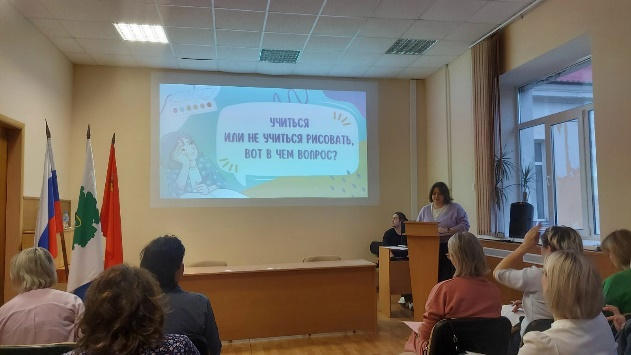 УЧИТЬСЯ
ИЛИ НЕ УЧИТЬСЯ РИСОВАТЬ,
ВОТ В ЧЕМ ВОПРОС?